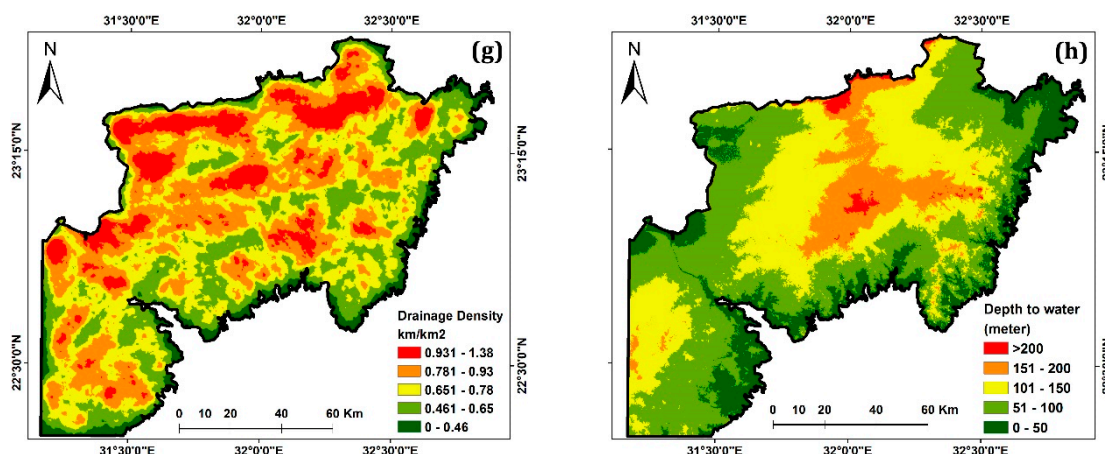 31°30'0"E
32°0'0"E
32°30'0"E
N
(g)
23°15'0"N
22°30'0"N
Drainage Density
km/km2
0.931 - 1.38
0.781 - 0.93
0.651 - 0.78
0.461 - 0.65
0 - 0.46
0 10 20 40 60 Km
31°30'0"E
32°0'0"E
32°30'0"E
31°30'0"E
32°0'0"E
32°30'0"E
N
(h)
Depth to water
(meter)
>200
151 - 200
101 - 150
51 - 100
0 - 50
0 10 20 40 60 Km
31°30'0"E
32°0'0"E
32°30'0"E